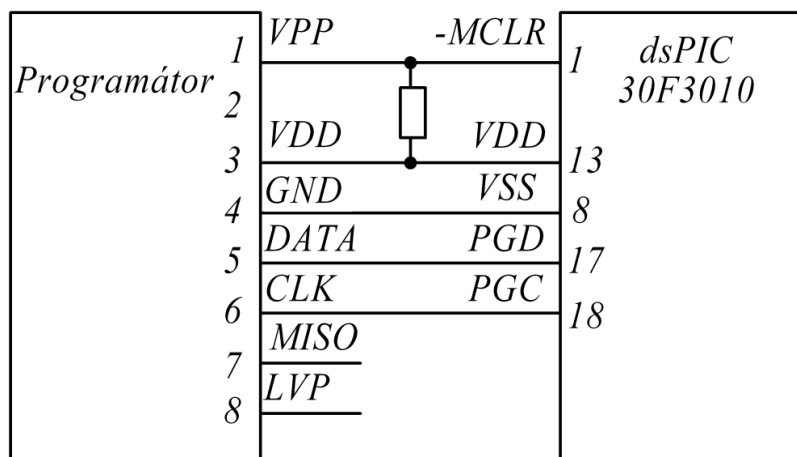 VPP -MCLR
1 1
Programátor
dsPIC
30F3010
2
VDD VDD
3 13
GND VSS
4 8
DATA PGD
5 17
CLK PGC
6 18
MISO
7
LVP
8